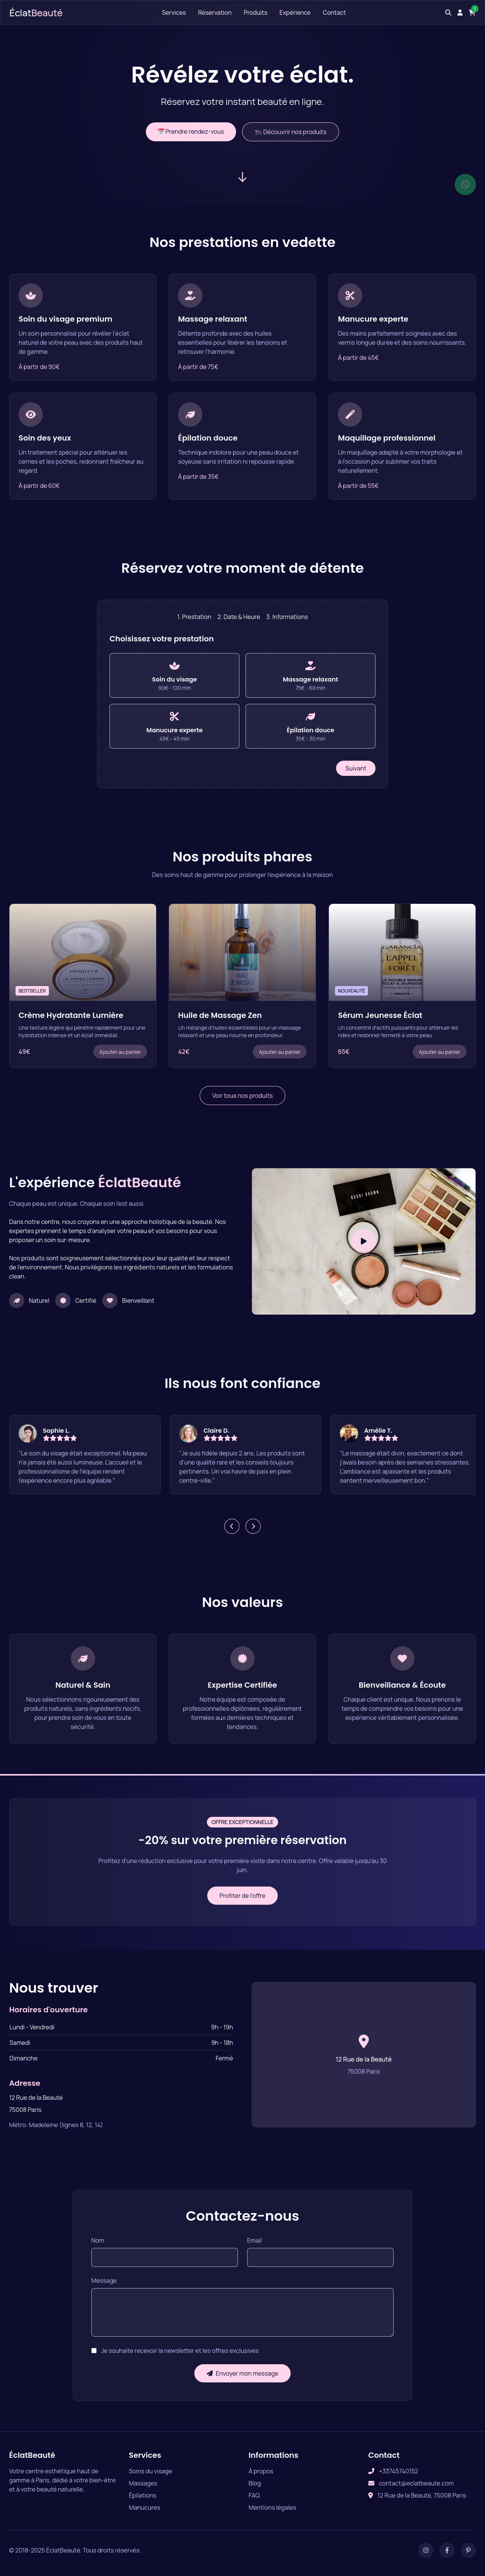 ÉclatBeauté
Services Réservation Produits Expérience Contact
Révélez votre éclat.
Réservez votre instant beauté en ligne.
Prendre rendez-vous
Découvrir nos produits
Nos prestations en vedette
Soin du visage premium
Un soin personnalisé pour révéler l'éclat
naturel de votre peau avec des produits haut
de gamme.
À partir de 90€
Massage relaxant
Détente profonde avec des huiles
essentielles pour libérer les tensions et
retrouver l'harmonie.
À partir de 75€
Manucure experte
Des mains parfaitement soignées avec des
vernis longue durée et des soins nourrissants.
À partir de 45€
Soin des yeux
Un traitement spécial pour atténuer les
cernes et les poches, redonnant fraîcheur au
regard.
À partir de 60€
Épilation douce
Technique indolore pour une peau douce et
soyeuse sans irritation ni repousse rapide.
À partir de 35€
Maquillage professionnel
Un maquillage adapté à votre morphologie et
à l'occasion pour sublimer vos traits
naturellement.
À partir de 55€
Réservez votre moment de détente
1. Prestation 2. Date & Heure 3. Informations
Choisissez votre prestation
Soin du visage
90€ - 120 min
Massage relaxant
75€ - 60 min
Manucure experte
45€ - 45 min
Épilation douce
35€ - 30 min
Suivant
Nos produits phares
Des soins haut de gamme pour prolonger l'expérience à la maison
BESTSELLER
Crème Hydratante Lumière
Une texture légère qui pénètre rapidement pour une
hydratation intense et un éclat immédiat.
49€
Ajouter au panier
Huile de Massage Zen
Un mélange d'huiles essentielles pour un massage
relaxant et une peau nourrie en profondeur.
42€
Ajouter au panier
GARANCIA
L'APPEL
de la
FORÊT
NOUVEAUTÉ
Sérum Jeunesse Éclat
Un concentré d'actifs puissants pour atténuer les
rides et redonner fermeté à votre peau.
65€
Ajouter au panier
Voir tous nos produits
L'expérience ÉclatBeauté
Chaque peau est unique. Chaque soin l'est aussi.
Dans notre centre, nous croyons en une approche holistique de la beauté. Nos
expertes prennent le temps d'analyser votre peau et vos besoins pour vous
proposer un soin sur-mesure.
Nos produits sont soigneusement sélectionnés pour leur qualité et leur respect
de l'environnement. Nous privilégions les ingrédients naturels et les formulations
clean.
Naturel Certifié Bienveillant
BOBBI BROWN
Ils nous font confiance
Sophie L.
"Le soin du visage était exceptionnel. Ma peau
n'a jamais été aussi lumineuse. L'accueil et le
professionnalisme de l'équipe rendent
l'expérience encore plus agréable."
Claire D.
"Je suis fidèle depuis 2 ans. Les produits sont
d'une qualité rare et les conseils toujours
pertinents. Un vrai havre de paix en plein
centre-ville."
Amélie T.
"Le massage était divin, exactement ce dont
j'avais besoin après des semaines stressantes.
L'ambiance est apaisante et les produits
sentent merveilleusement bon."
Nos valeurs
Naturel & Sain
Nous sélectionnons rigoureusement des
produits naturels, sans ingrédients nocifs,
pour prendre soin de vous en toute
sécurité.
Expertise Certifiée
Notre équipe est composée de
professionnelles diplômées, régulièrement
formées aux dernières techniques et
tendances.
Bienveillance & Écoute
Chaque client est unique. Nous prenons le
temps de comprendre vos besoins pour une
expérience véritablement personnalisée.
OFFRE EXCEPTIONNELLE
-20% sur votre première réservation
Profitez d'une réduction exclusive pour votre première visite dans notre centre. Offre valable jusqu'au 30
juin.
Profiter de l'offre
Nous trouver
Horaires d'ouverture
Lundi - Vendredi 9h - 19h
Samedi 9h - 18h
Dimanche Fermé
Adresse
12 Rue de la Beauté
75008 Paris
Métro: Madeleine (lignes 8, 12, 14)
12 Rue de la Beauté
75008 Paris
Contactez-nous
Nom
Email
Message
Je souhaite recevoir la newsletter et les offres exclusives
Envoyer mon message
ÉclatBeauté
Votre centre esthétique haut de
gamme à Paris, dédié à votre bien-être
et à votre beauté naturelle.
Services
Soins du visage
Massages
Épilations
Manucures
Informations
À propos
Blog
FAQ
Mentions légales
Contact
+33745740152
contact@eclatbeaute.com
12 Rue de la Beauté, 75008 Paris
© 2018-2025 ÉclatBeauté. Tous droits réservés.